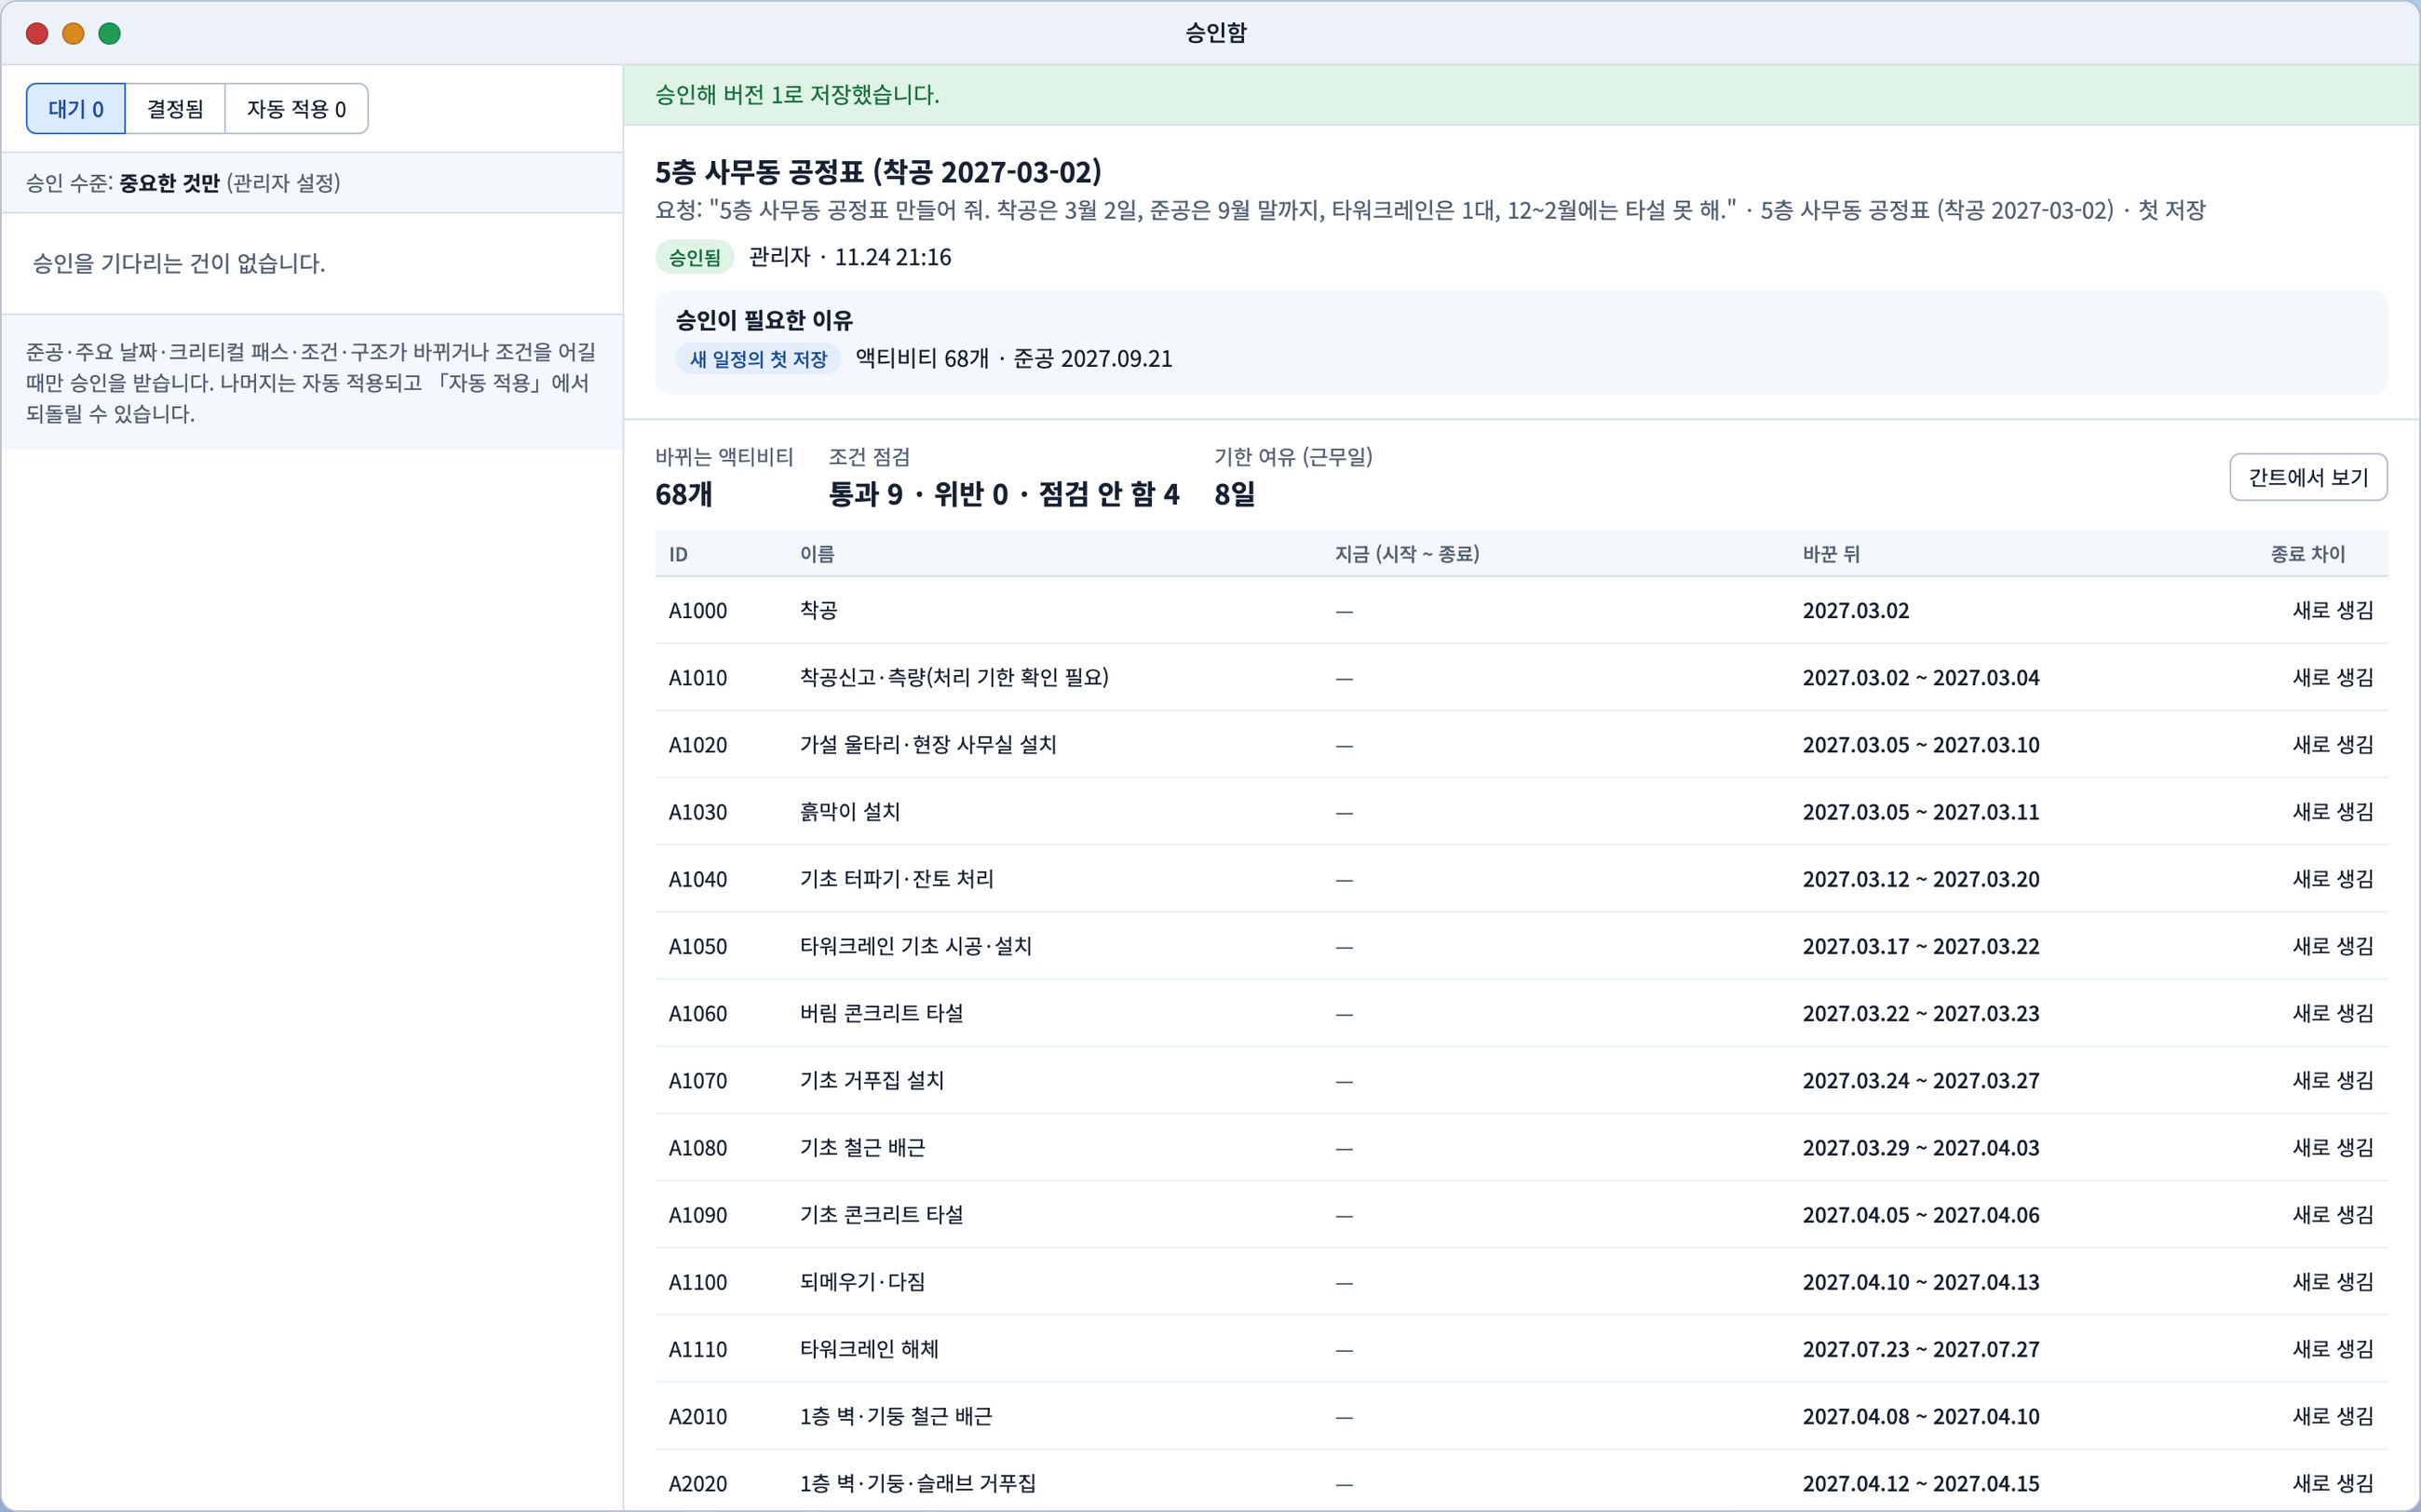 승인함
대기 0 결정됨 자동 적용 0
승인 수준: 중요한 것만 (관리자 설정)
승인을 기다리는 건이 없습니다.
준공·주요 날짜·크리티컬 패스·조건·구조가 바뀌거나 조건을 어길
때만 승인을 받습니다. 나머지는 자동 적용되고 「자동 적용」에서
되돌릴 수 있습니다.
승인해 버전 1로 저장했습니다.
5층 사무동 공정표 (착공 2027-03-02)
요청: "5층 사무동 공정표 만들어 줘. 착공은 3월 2일, 준공은 9월 말까지, 타워크레인은 1대, 12~2월에는 타설 못 해." · 5층 사무동 공정표 (착공 2027-03-02) · 첫 저장
승인됨 관리자 · 11.24 21:16
승인이 필요한 이유
새 일정의 첫 저장 액티비티 68개 · 준공 2027.09.21
바뀌는 액티비티 조건 점검 기한 여유 (근무일)
68개 통과 9 · 위반 0 · 점검 안 함 4 8일
간트에서 보기
ID 이름 지금 (시작 ~ 종료) 바꾼 뒤 종료 차이
A1000 착공 — 2027.03.02 새로 생김
A1010 착공신고·측량(처리 기한 확인 필요) — 2027.03.02 ~ 2027.03.04 새로 생김
A1020 가설 울타리·현장 사무실 설치 — 2027.03.05 ~ 2027.03.10 새로 생김
A1030 흙막이 설치 — 2027.03.05 ~ 2027.03.11 새로 생김
A1040 기초 터파기·잔토 처리 — 2027.03.12 ~ 2027.03.20 새로 생김
A1050 타워크레인 기초 시공·설치 — 2027.03.17 ~ 2027.03.22 새로 생김
A1060 버림 콘크리트 타설 — 2027.03.22 ~ 2027.03.23 새로 생김
A1070 기초 거푸집 설치 — 2027.03.24 ~ 2027.03.27 새로 생김
A1080 기초 철근 배근 — 2027.03.29 ~ 2027.04.03 새로 생김
A1090 기초 콘크리트 타설 — 2027.04.05 ~ 2027.04.06 새로 생김
A1100 되메우기·다짐 — 2027.04.10 ~ 2027.04.13 새로 생김
A1110 타워크레인 해체 — 2027.07.23 ~ 2027.07.27 새로 생김
A2010 1층 벽·기둥 철근 배근 — 2027.04.08 ~ 2027.04.10 새로 생김
A2020 1층 벽·기둥·슬래브 거푸집 — 2027.04.12 ~ 2027.04.15 새로 생김